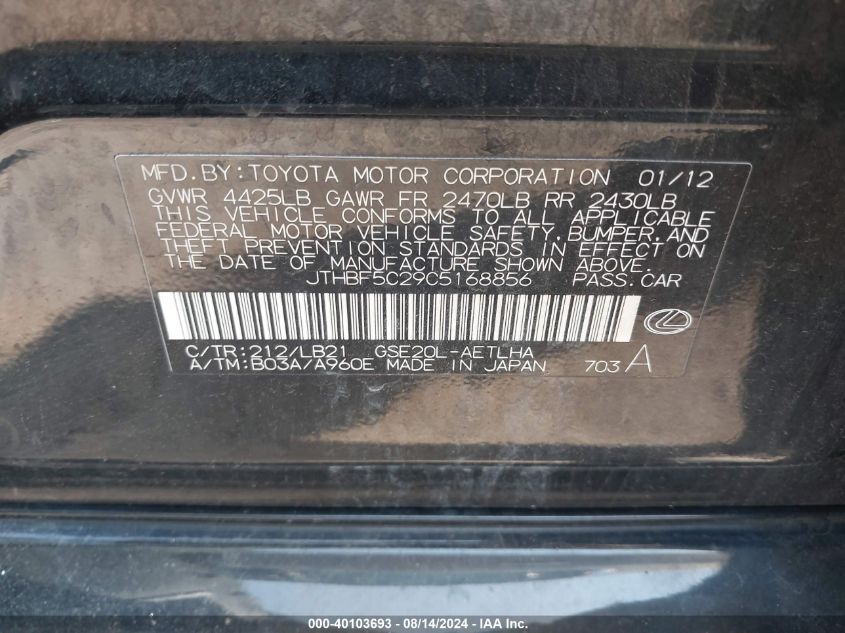 MFD. BY: TOYOTA MOTOR CORPORATION 01/12
GVWR 4425LB GAWR FR 2470LB RR 2430LB
THIS VEHICLE CONFORMS TO ALL APPLICABLE
FEDERAL MOTOR VEHICLE SAFETY, BUMPER, AND
THEFT PREVENTION STANDARDS IN EFFECT ON
THE DATE OF MANUFACTURE SHOWN ABOVE.
JTHBF5C29C5168856 PASS. CAR
C/TR: 212/LB21 GSE20L-AETLHA
A/TM: B03A/A960E MADE IN JAPAN 703 A
000-40103693 - 08/14/2024 - IAA Inc.